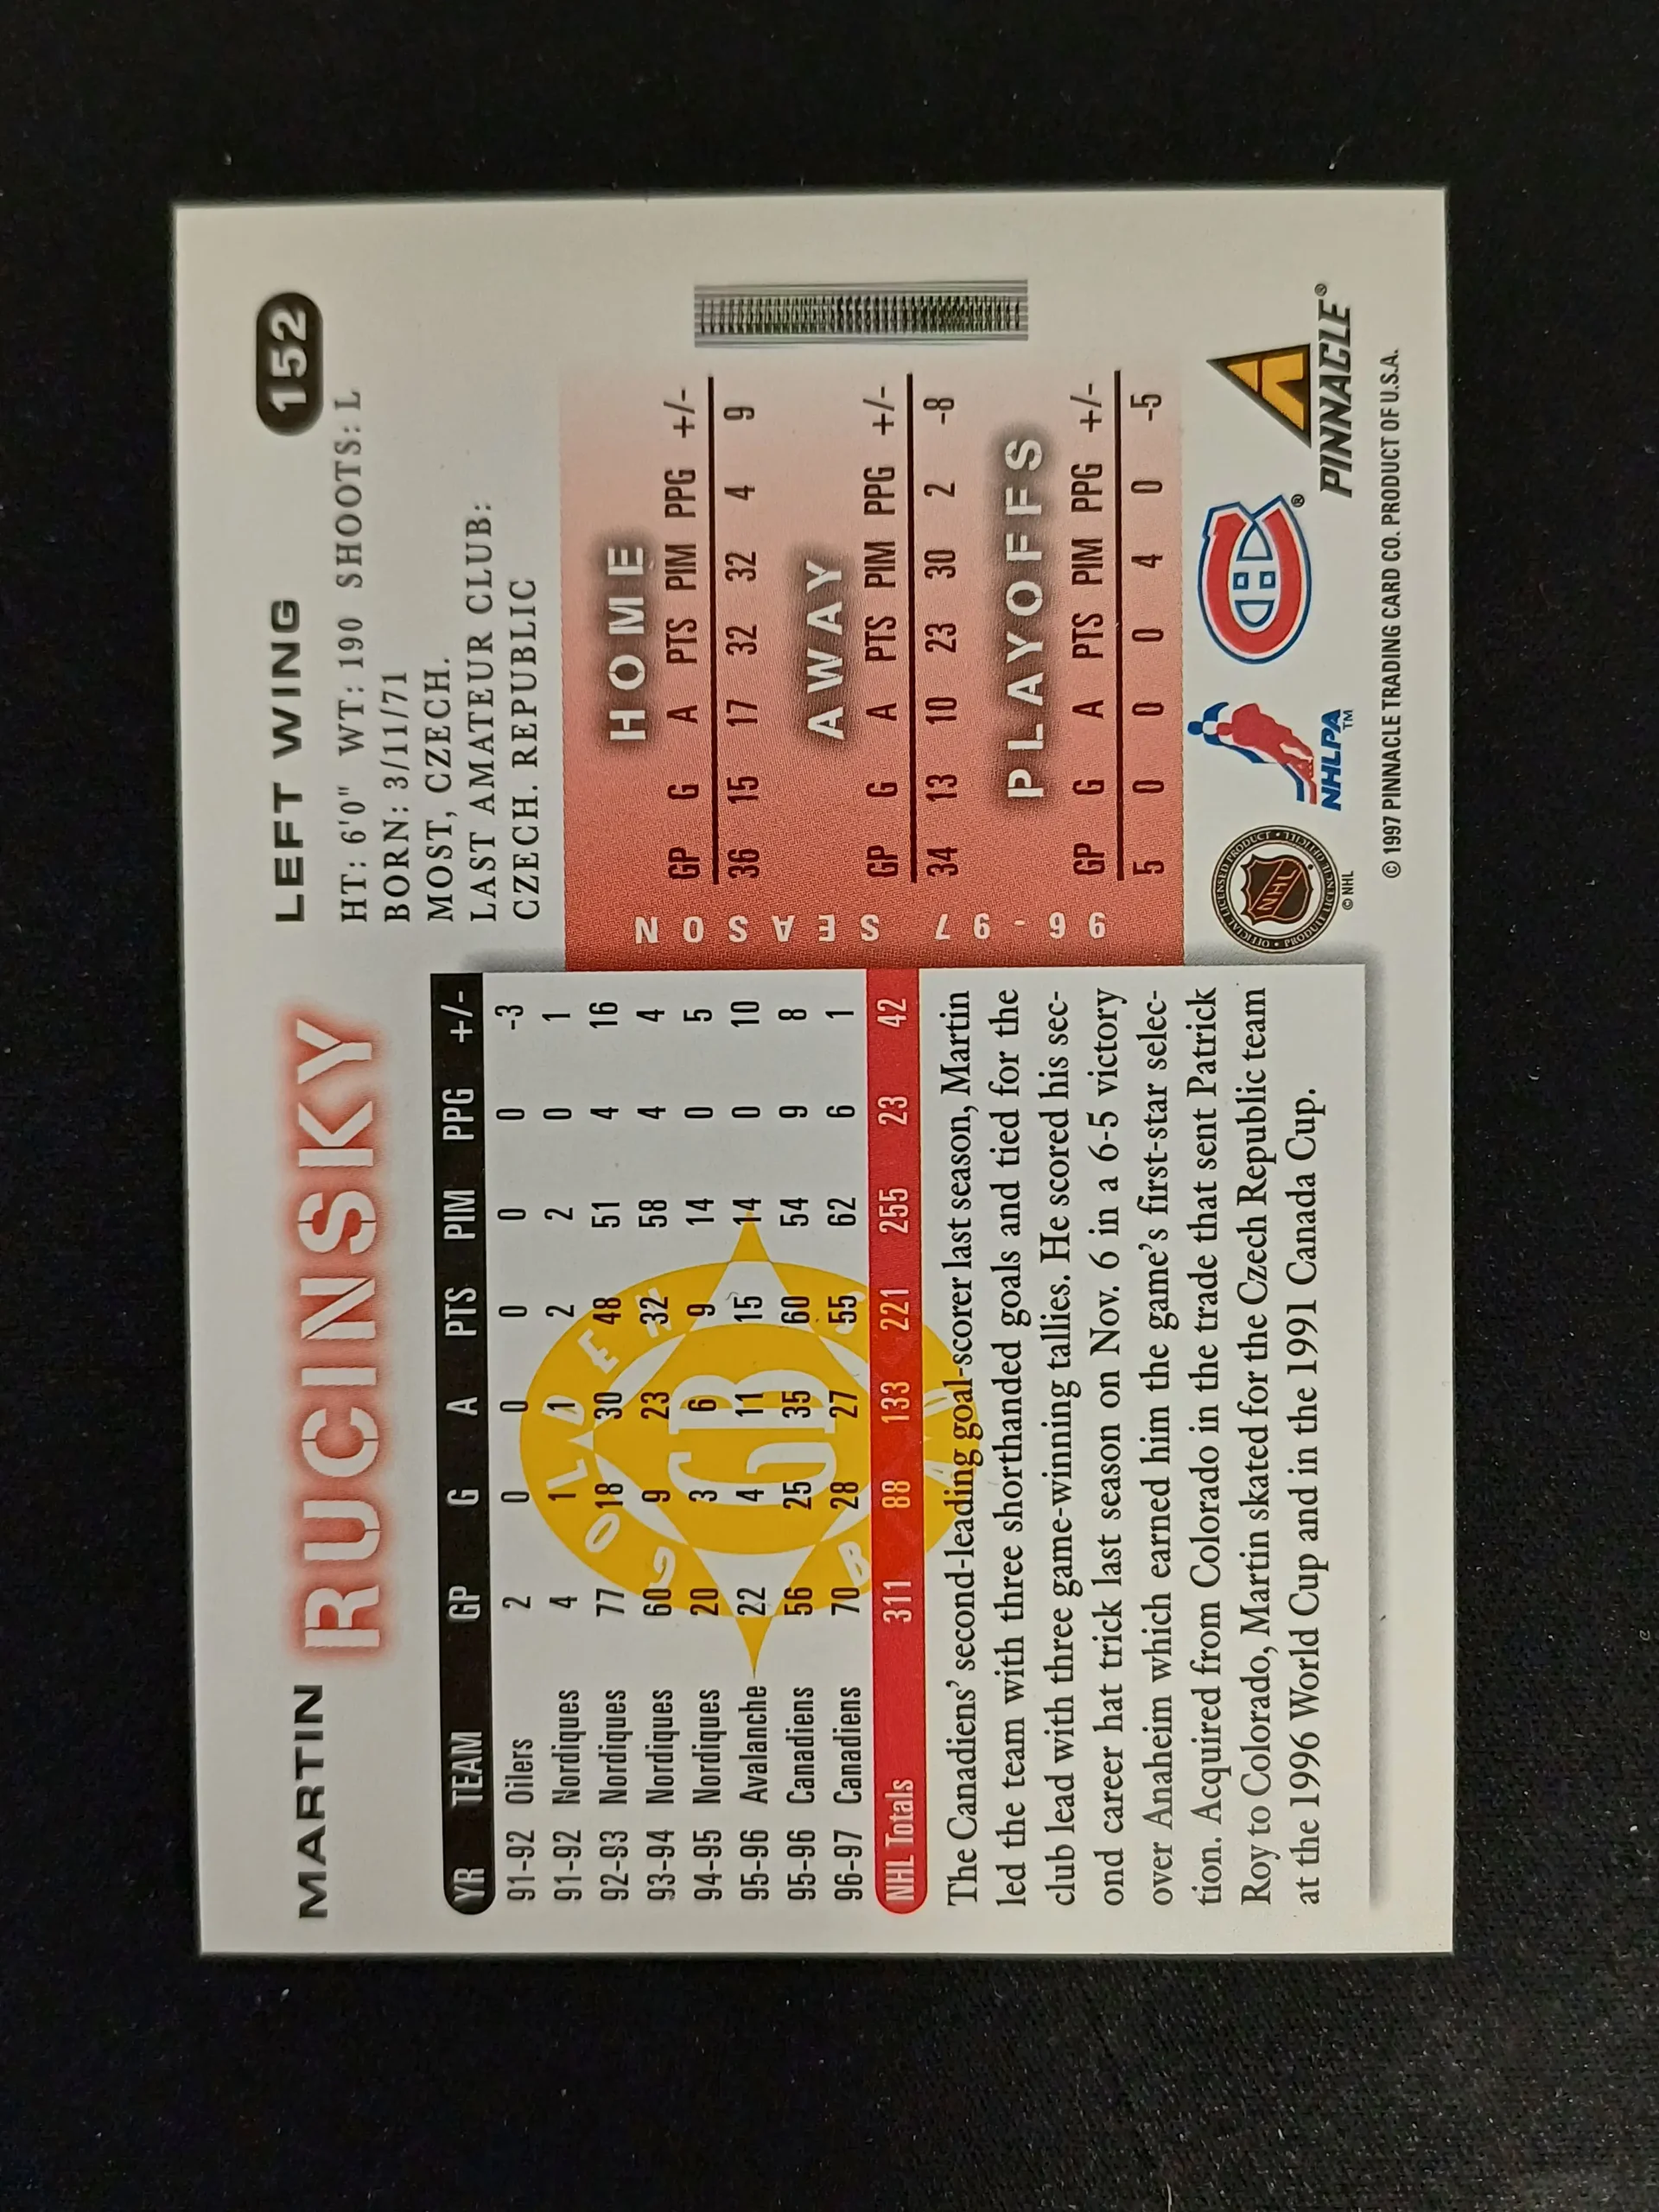 MARTIN RUCINSKY LEFT WING 152
HT: 6'0" WT: 190 SHOOTS: L
BORN: 3/11/71
MOST, CZECH.
LAST AMATEUR CLUB:
CZECH. REPUBLIC
YR TEAM GP G A PTS PIM PPG +/-
91-92 Oilers 2 0 0 0 0 0 -3
91-92 Nordiques 4 1 1 2 2 0 1
92-93 Nordiques 77 18 30 48 51 4 16
93-94 Nordiques 60 9 23 32 58 4 4
94-95 Nordiques 20 3 6 9 14 0 5
95-96 Avalanche 22 4 11 15 14 0 10
95-96 Canadiens 56 25 35 60 54 9 8
96-97 Canadiens 70 28 27 55 62 6 1
NHL Totals 311 88 133 221 255 23 42
GB
The Canadiens' second-leading goal-scorer last season, Martin
led the team with three shorthanded goals and tied for the
club lead with three game-winning tallies. He scored his sec-
ond career hat trick last season on Nov. 6 in a 6-5 victory
over Anaheim which earned him the game's first-star selec-
tion. Acquired from Colorado in the trade that sent Patrick
Roy to Colorado, Martin skated for the Czech Republic team
at the 1996 World Cup and in the 1991 Canada Cup.
96-97 SEASON
HOME
GP G A PTS PIM PPG +/-
36 15 17 32 32 4 9
AWAY
GP G A PTS PIM PPG +/-
34 13 10 23 30 2 -8
PLAYOFFS
GP G A PTS PIM PPG +/-
5 0 0 0 4 0 -5
OFFICIAL LICENSED PRODUCT
NHL
© NHL
NHLPA™
CH®
PINNACLE®
© 1997 PINNACLE TRADING CARD CO. PRODUCT OF U.S.A.